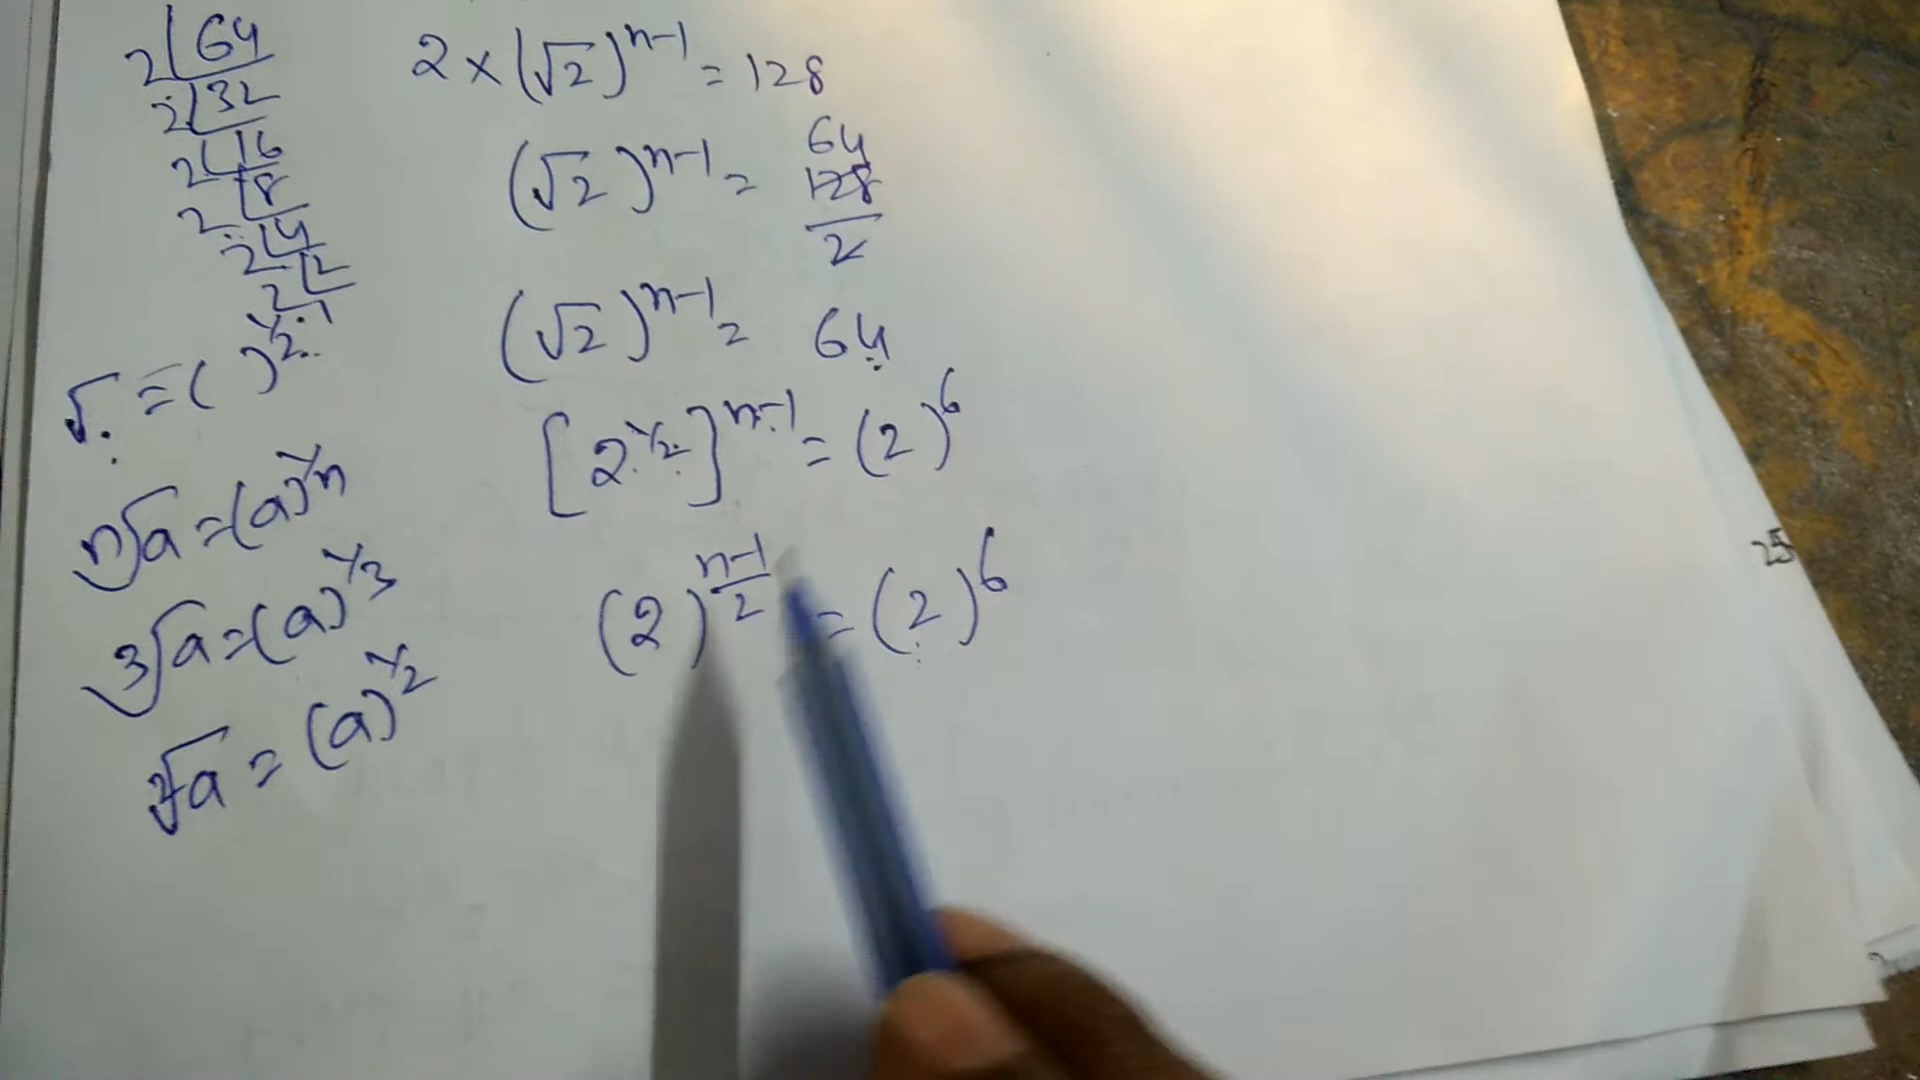 2 | 64
2 | 32
2 | 16
2 | 8
2 | 4
2 | 2
1
√ = ( )^1/2
ⁿ√a = (a)^1/n
³√a = (a)^1/3
²√a = (a)^1/2
2 × (√2)^n-1 = 128
(√2)^n-1 = 128/2 64
(√2)^n-1 = 64
[2^1/2]^n-1 = (2)^6
(2)^(n-1)/2 = (2)^6
25